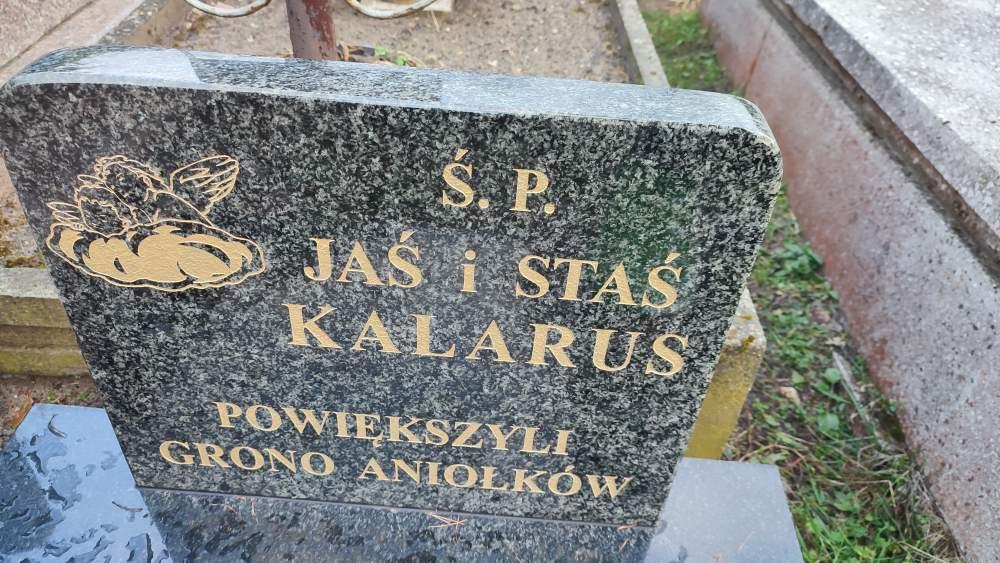 Ś. P.
JAŚ i STAŚ
KALARUS
POWIĘKSZYLI
GRONO ANIOŁKÓW